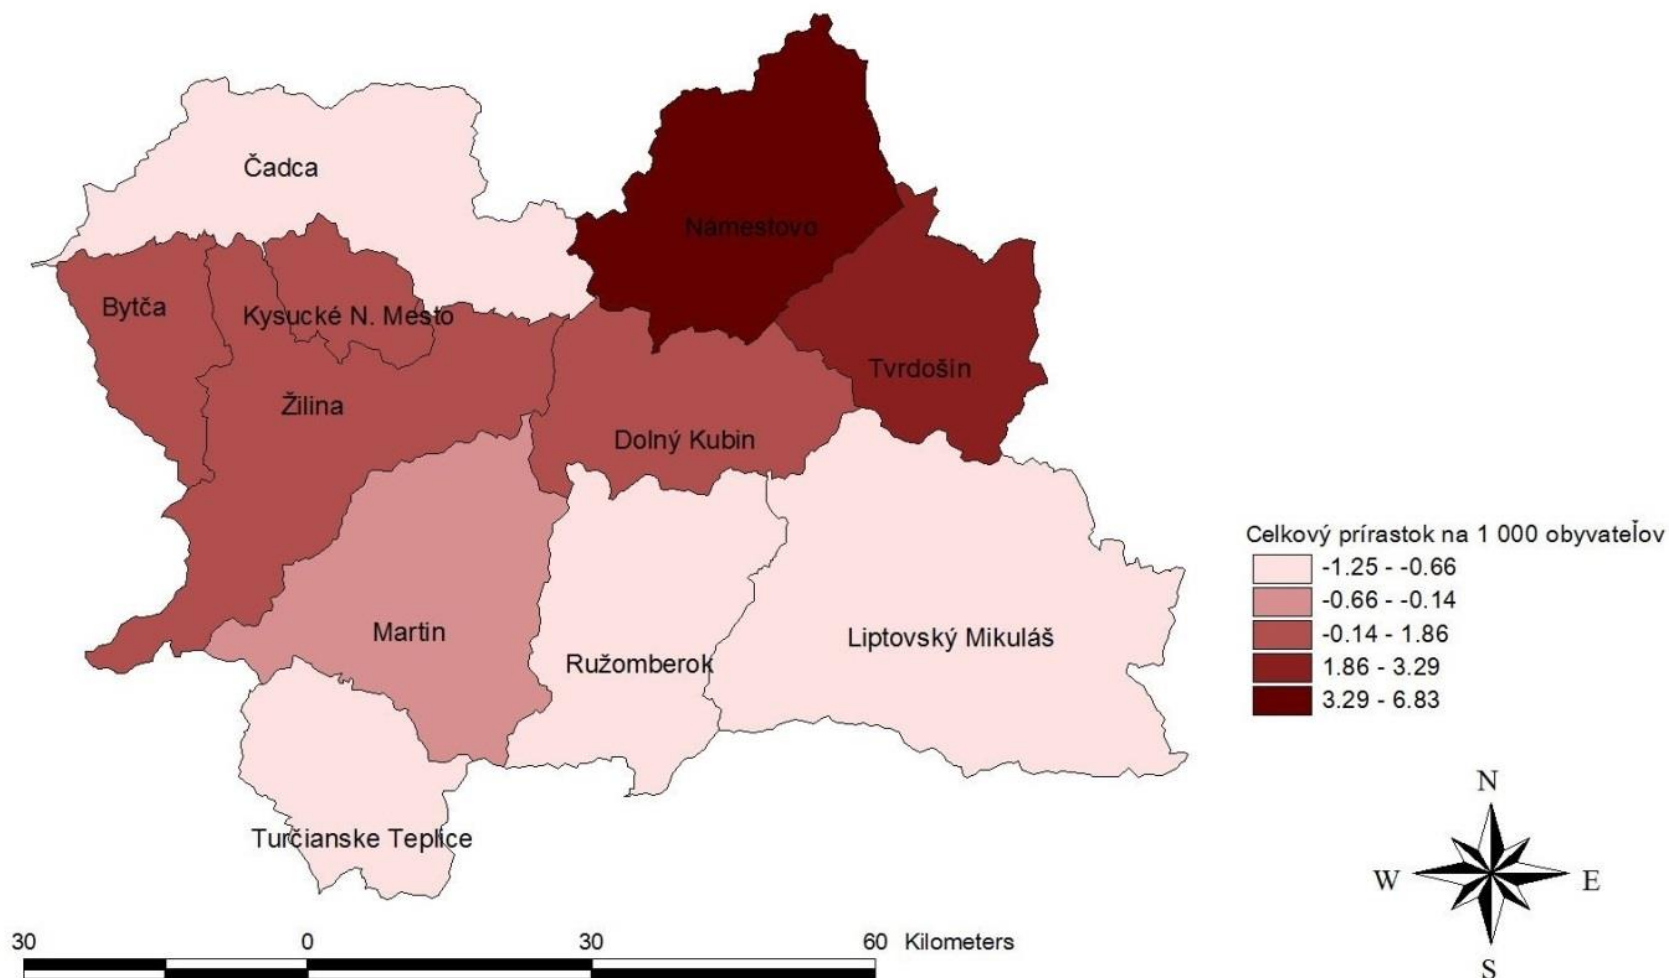 Čadca
Námestovo
Bytča
Kysucké N. Mesto
Tvrdošín
Žilina
Dolný Kubin
Martin
Ružomberok
Liptovský Mikuláš
Turčianske Teplice
Celkový prírastok na 1 000 obyvateľov
-1.25 - -0.66
-0.66 - -0.14
-0.14 - 1.86
1.86 - 3.29
3.29 - 6.83
N
W E
S
30 0 30 60 Kilometers